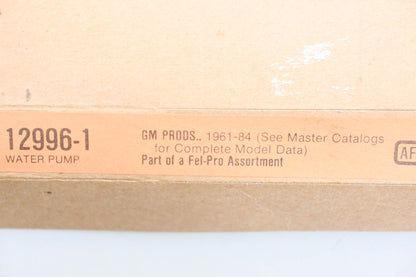 12996-1
WATER PUMP
GM PRODS.. 1961-84 (See Master Catalogs
for Complete Model Data)
Part of a Fel-Pro Assortment
AF